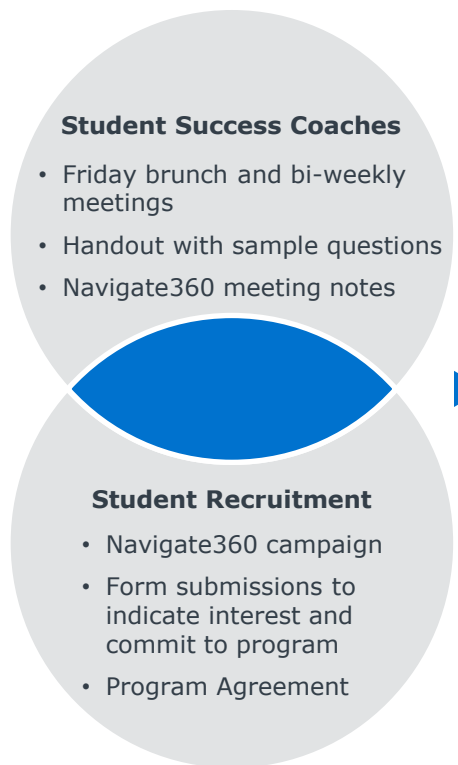 Student Success Coaches
• Friday brunch and bi-weekly
meetings
• Handout with sample questions
• Navigate360 meeting notes
Student Recruitment
• Navigate360 campaign
• Form submissions to
indicate interest and
commit to program
• Program Agreement